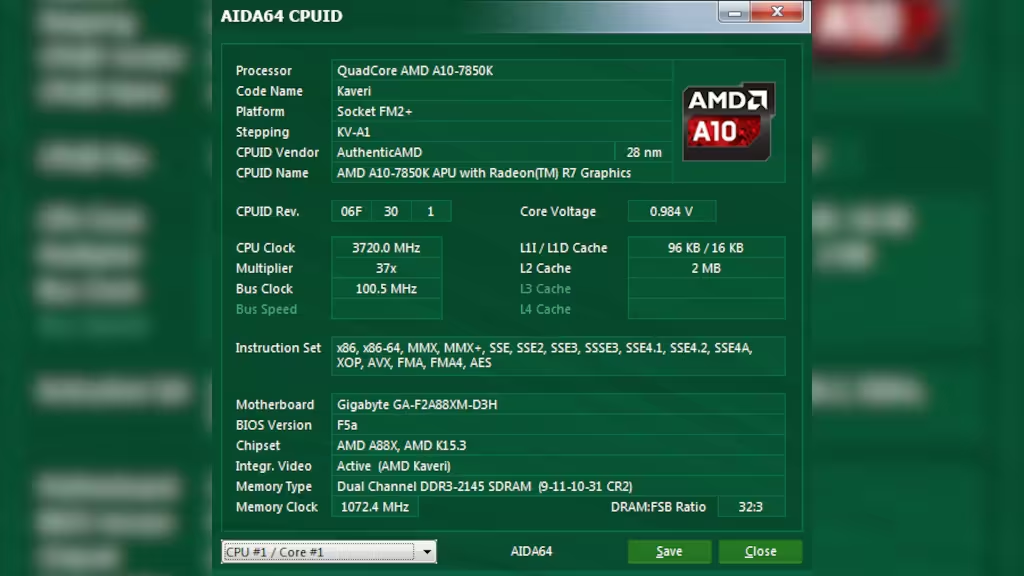 AIDA64 CPUID
Processor QuadCore AMD A10-7850K
Code Name Kaveri
Platform Socket FM2+
Stepping KV-A1
CPUID Vendor AuthenticAMD 28 nm
CPUID Name AMD A10-7850K APU with Radeon(TM) R7 Graphics
AMD
A10
CPUID Rev. 06F 30 1 Core Voltage 0.984 V
CPU Clock 3720.0 MHz L1I / L1D Cache 96 KB / 16 KB
Multiplier 37x L2 Cache 2 MB
Bus Clock 100.5 MHz L3 Cache
Bus Speed L4 Cache
Instruction Set x86, x86-64, MMX, MMX+, SSE, SSE2, SSE3, SSSE3, SSE4.1, SSE4.2, SSE4A,
XOP, AVX, FMA, FMA4, AES
Motherboard Gigabyte GA-F2A88XM-D3H
BIOS Version F5a
Chipset AMD A88X, AMD K15.3
Integr. Video Active (AMD Kaveri)
Memory Type Dual Channel DDR3-2145 SDRAM (9-11-10-31 CR2)
Memory Clock 1072.4 MHz DRAM:FSB Ratio 32:3
CPU #1 / Core #1 AIDA64 Save Close